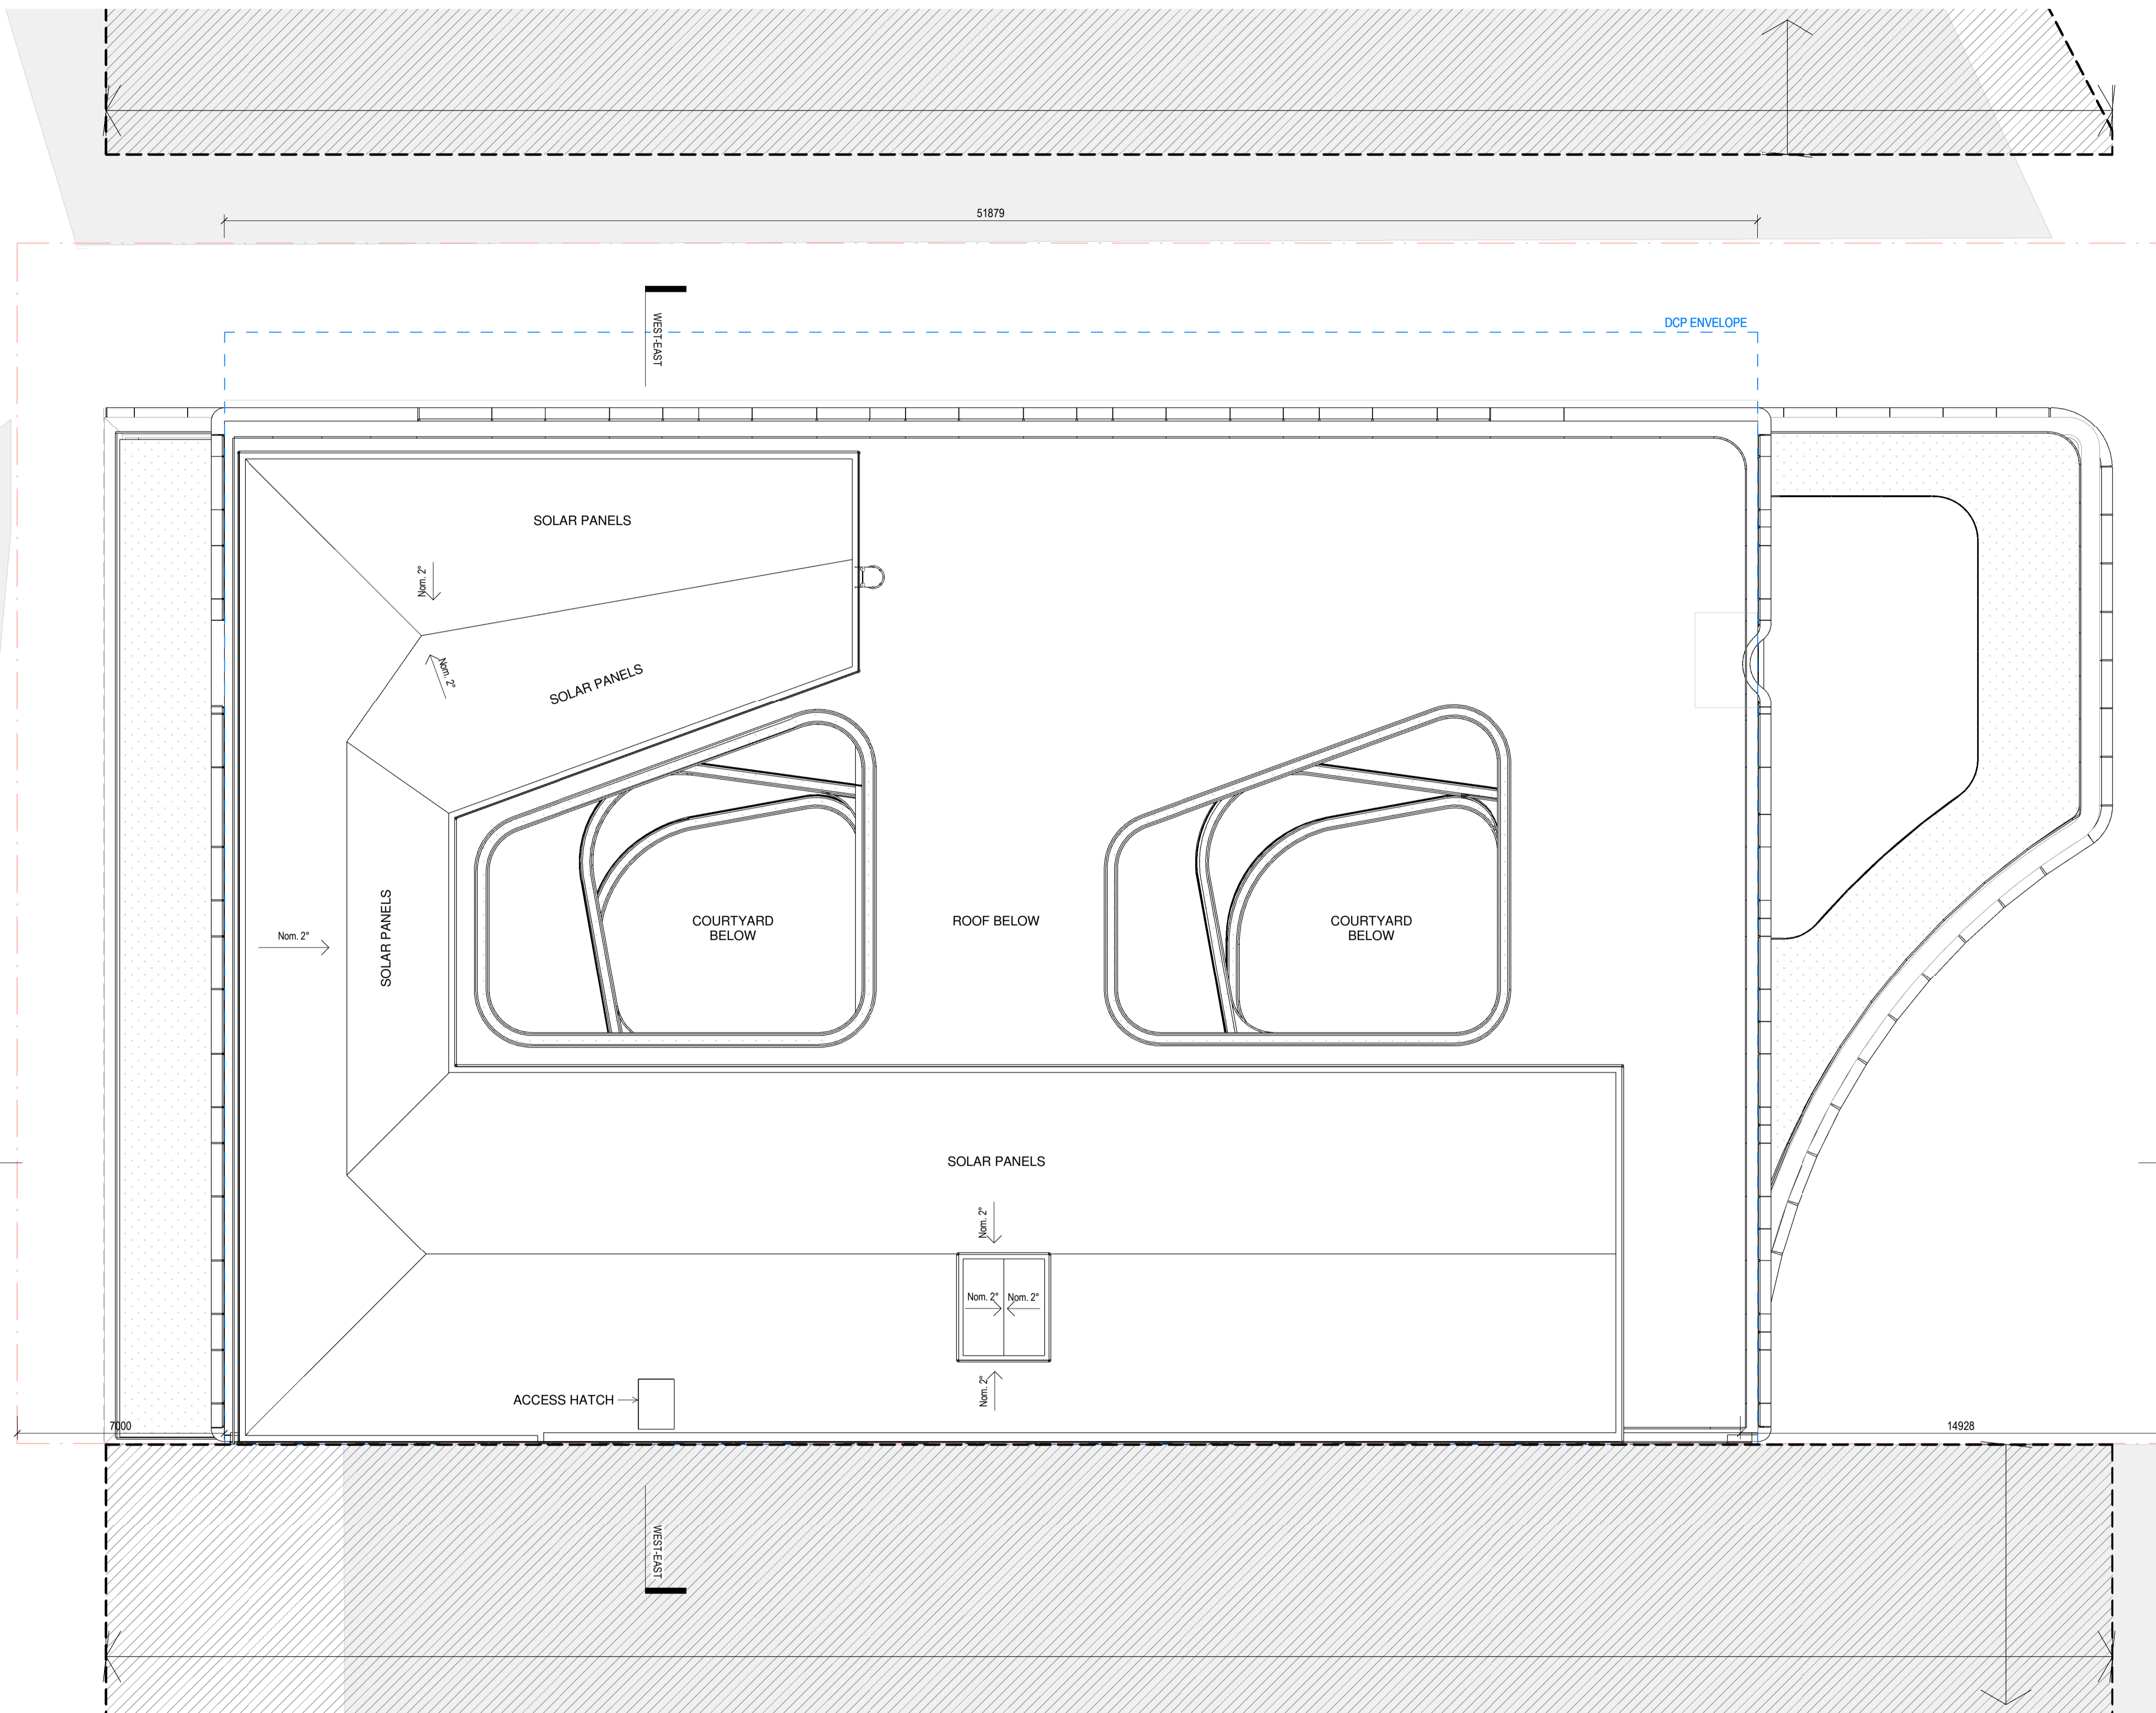 51879
WEST-EAST
DCP ENVELOPE
SOLAR PANELS
Nom. 2°
Nom. 2°
SOLAR PANELS
SOLAR PANELS
COURTYARD
BELOW
ROOF BELOW
COURTYARD
BELOW
Nom. 2°
SOLAR PANELS
Nom. 2°
Nom. 2°
Nom. 2°
Nom. 2°
ACCESS HATCH
7000
14928
WEST-EAST